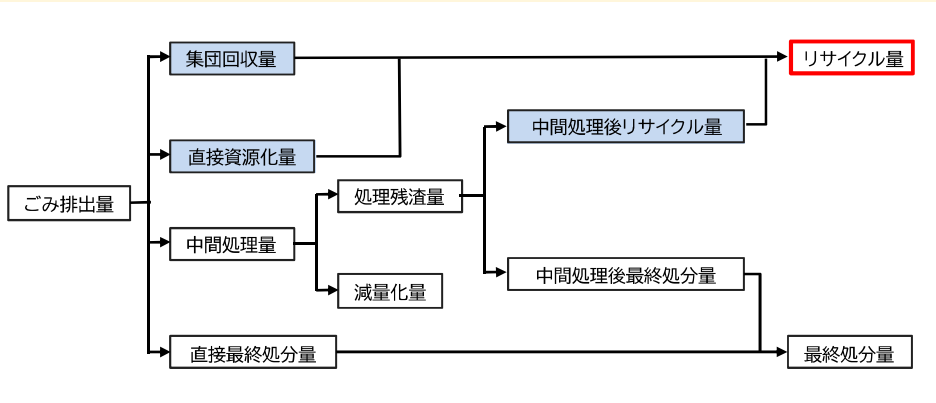 集団回収量
リサイクル量
中間処理後リサイクル量
直接資源化量
処理残渣量
ごみ排出量
中間処理量
中間処理後最終処分量
減量化量
直接最終処分量
最終処分量